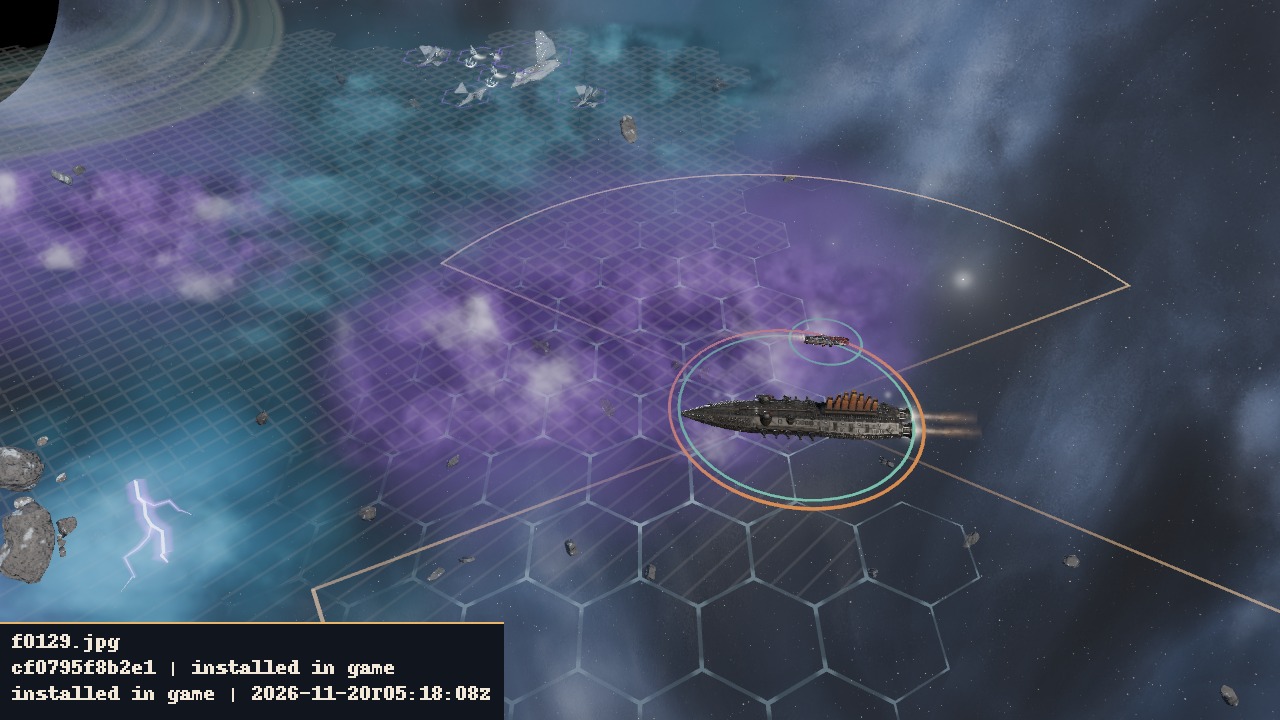 f0129.jpg
cf0795f8b2e1 | installed in game
installed in game | 2026-11-20T05:18:08Z